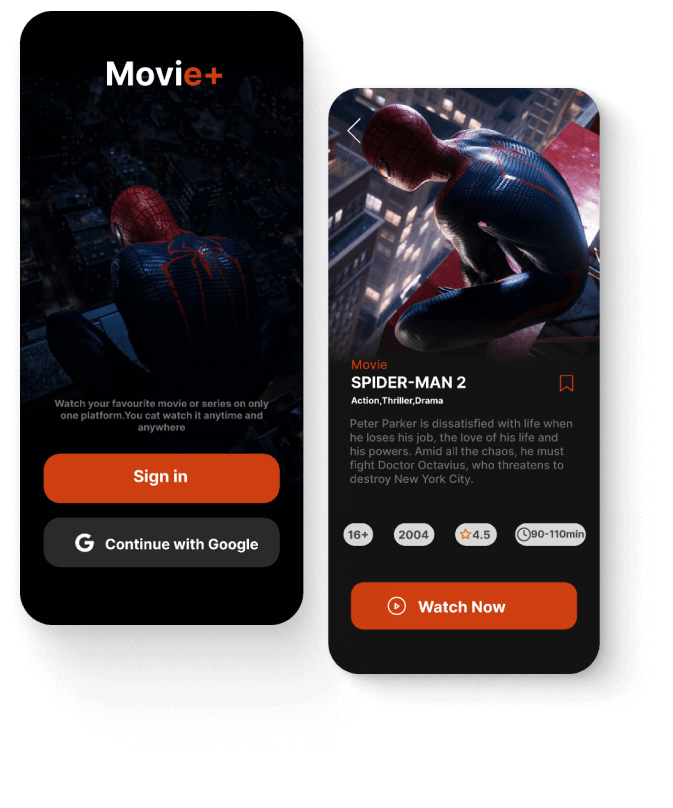 Movie+
Watch your favourite movie or series on only
one platform.You cat watch it anytime and
anywhere
Sign in
G Continue with Google
Movie
SPIDER-MAN 2
Action,Thriller,Drama
Peter Parker is dissatisfied with life when
he loses his job, the love of his life and
his powers. Amid all the chaos, he must
fight Doctor Octavius, who threatens to
destroy New York City.
16+ 2004 4.5 90-110min
Watch Now